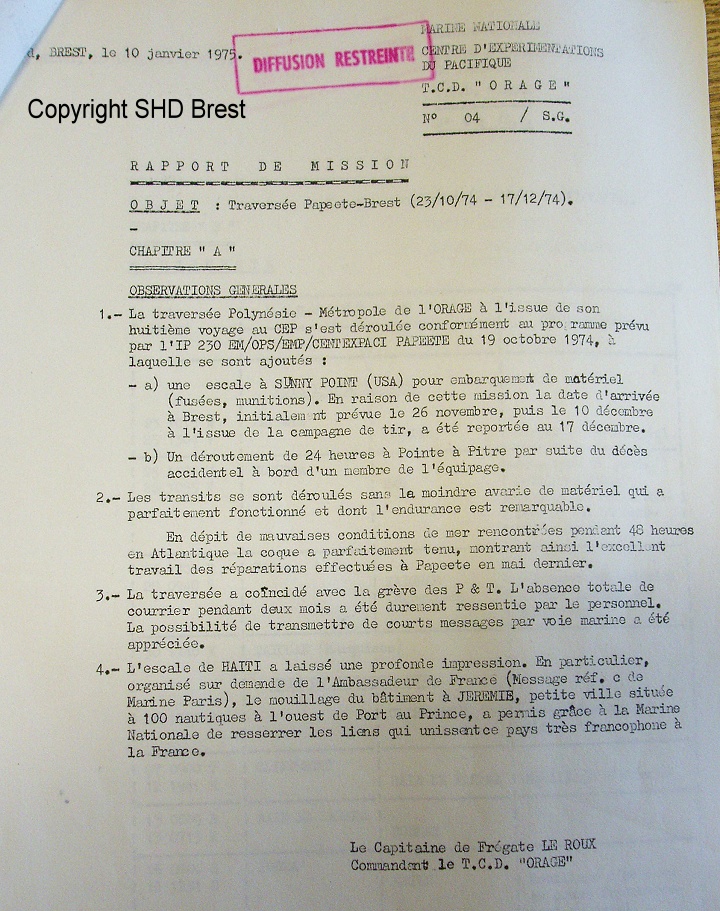 MARINE NATIONALE
d, BREST, le 10 janvier 1975.
DIFFUSION RESTREINTE
CENTRE D'EXPERIMENTATIONS
DU PACIFIQUE
T.C.D. "ORAGE"
Copyright SHD Brest
N° 04 / S.G.
RAPPORT DE MISSION
OBJET : Traversée Papeete-Brest (23/10/74 - 17/12/74).
-
CHAPITRE "A"
OBSERVATIONS GENERALES
1.- La traversée Polynésie - Métropole de l'ORAGE à l'issue de son
huitième voyage au CEP s'est déroulée conformément au pro ramme prévu
par l'IP 230 EM/OPS/EMP/CENTEXPACI PAPEETE du 19 octobre 1974, à
laquelle se sont ajoutés :
- a) une escale à SUNNY POINT (USA) pour embarquement de matériel
(fusées, munitions). En raison de cette mission la date d'arrivée
à Brest, initialem nt prévue le 26 novembre, puis le 10 décembre
à l'issue de la campagne de tir, a été reportée au 17 décembre.
- b) Un déroutement de 24 heures à Pointe à Pitre par suite du décès
accidentel à bord d'un membre de l'équipage.
2.- Les transits se sont déroulés sans la moindre avarie de matériel qui a
parfaitement fonctionné et dont l'endurance est remarquable.
En dépit de mauvaises conditions de mer rencontrées pendant 48 heures
en Atlantique la coque a parfaitement tenu, montrant ainsi l'excellent
travail des réparations effectuées à Papeete en mai dernier.
3.- La traversée a coïncidé avec la grève des P & T. L'absence totale de
courrier pendant deux mois a été durement ressentie par le personnel.
La possibilité de transmettre de courts messages par voie marine a été
appréciée.
4.- L'escale de HAITI a laissé une profonde impression. En particulier,
organisé sur demande de l'Ambassadeur de France (Message réf. c de
Marine Paris), le mouillage du bâtiment à JEREMIE, petite ville située
à 100 nautiques à l'ouest de Port au Prince, a permis grâce à la Marine
Nationale de resserrer les liens qui unissentce pays très francophone à
la France.
Le Capitaine de Frégate LE ROUX
Commandant le T.C.D. "ORAGE"